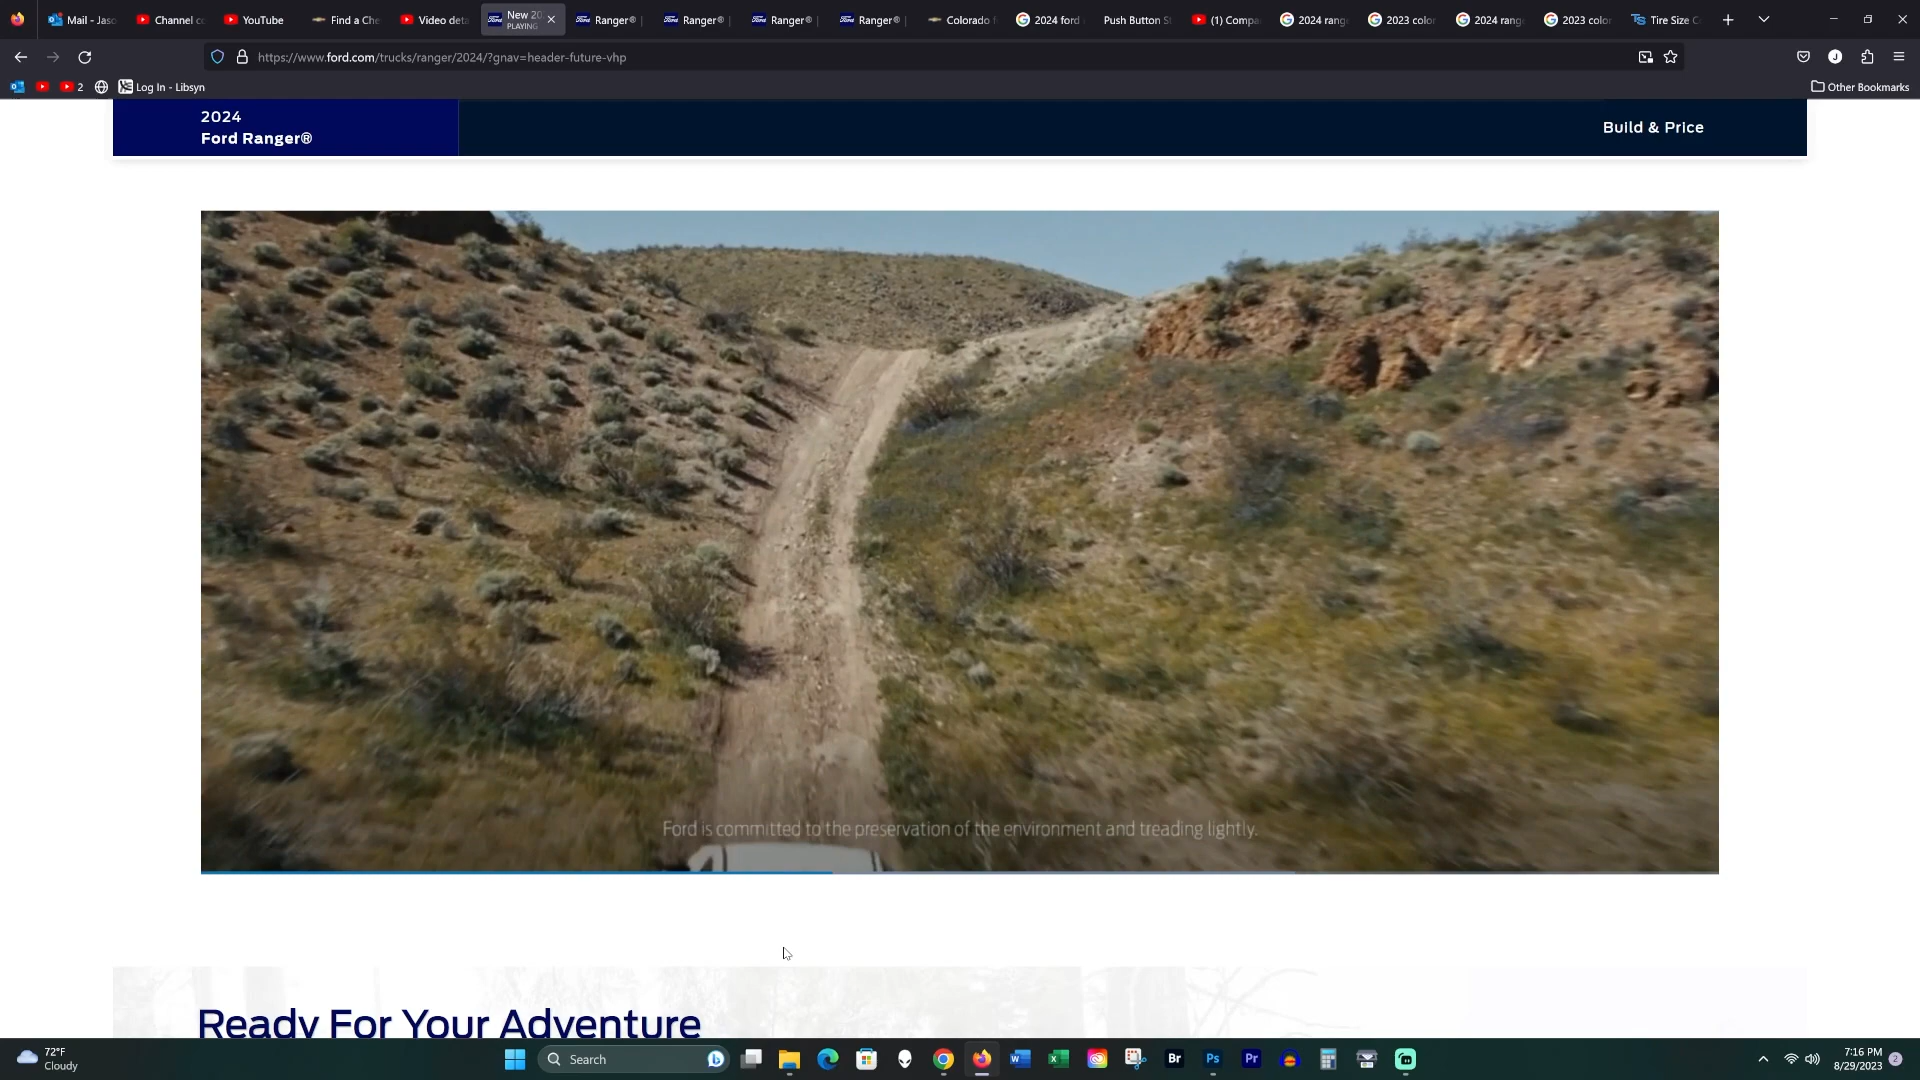 Mail - Jaso
Channel co
YouTube
Find a Che
Video deta
New 20
PLAYING
Ranger®
Ranger®
Ranger®
Ranger®
Colorado f
2024 ford
Push Button S
(1) Compa
2024 rang
2023 color
2024 rang
2023 color
TS
Tire Size C
https://www.ford.com/trucks/ranger/2024/?gnav=header-future-vhp
J
2
Log In - Libsyn
Other Bookmarks
2024
Ford Ranger®
Build & Price
Ford is committed to the preservation of the environment and treading lightly.
Ready For Your Adventure
72°F
Cloudy
Search
Br
Ps
Pr
7:16 PM
8/29/2023
2